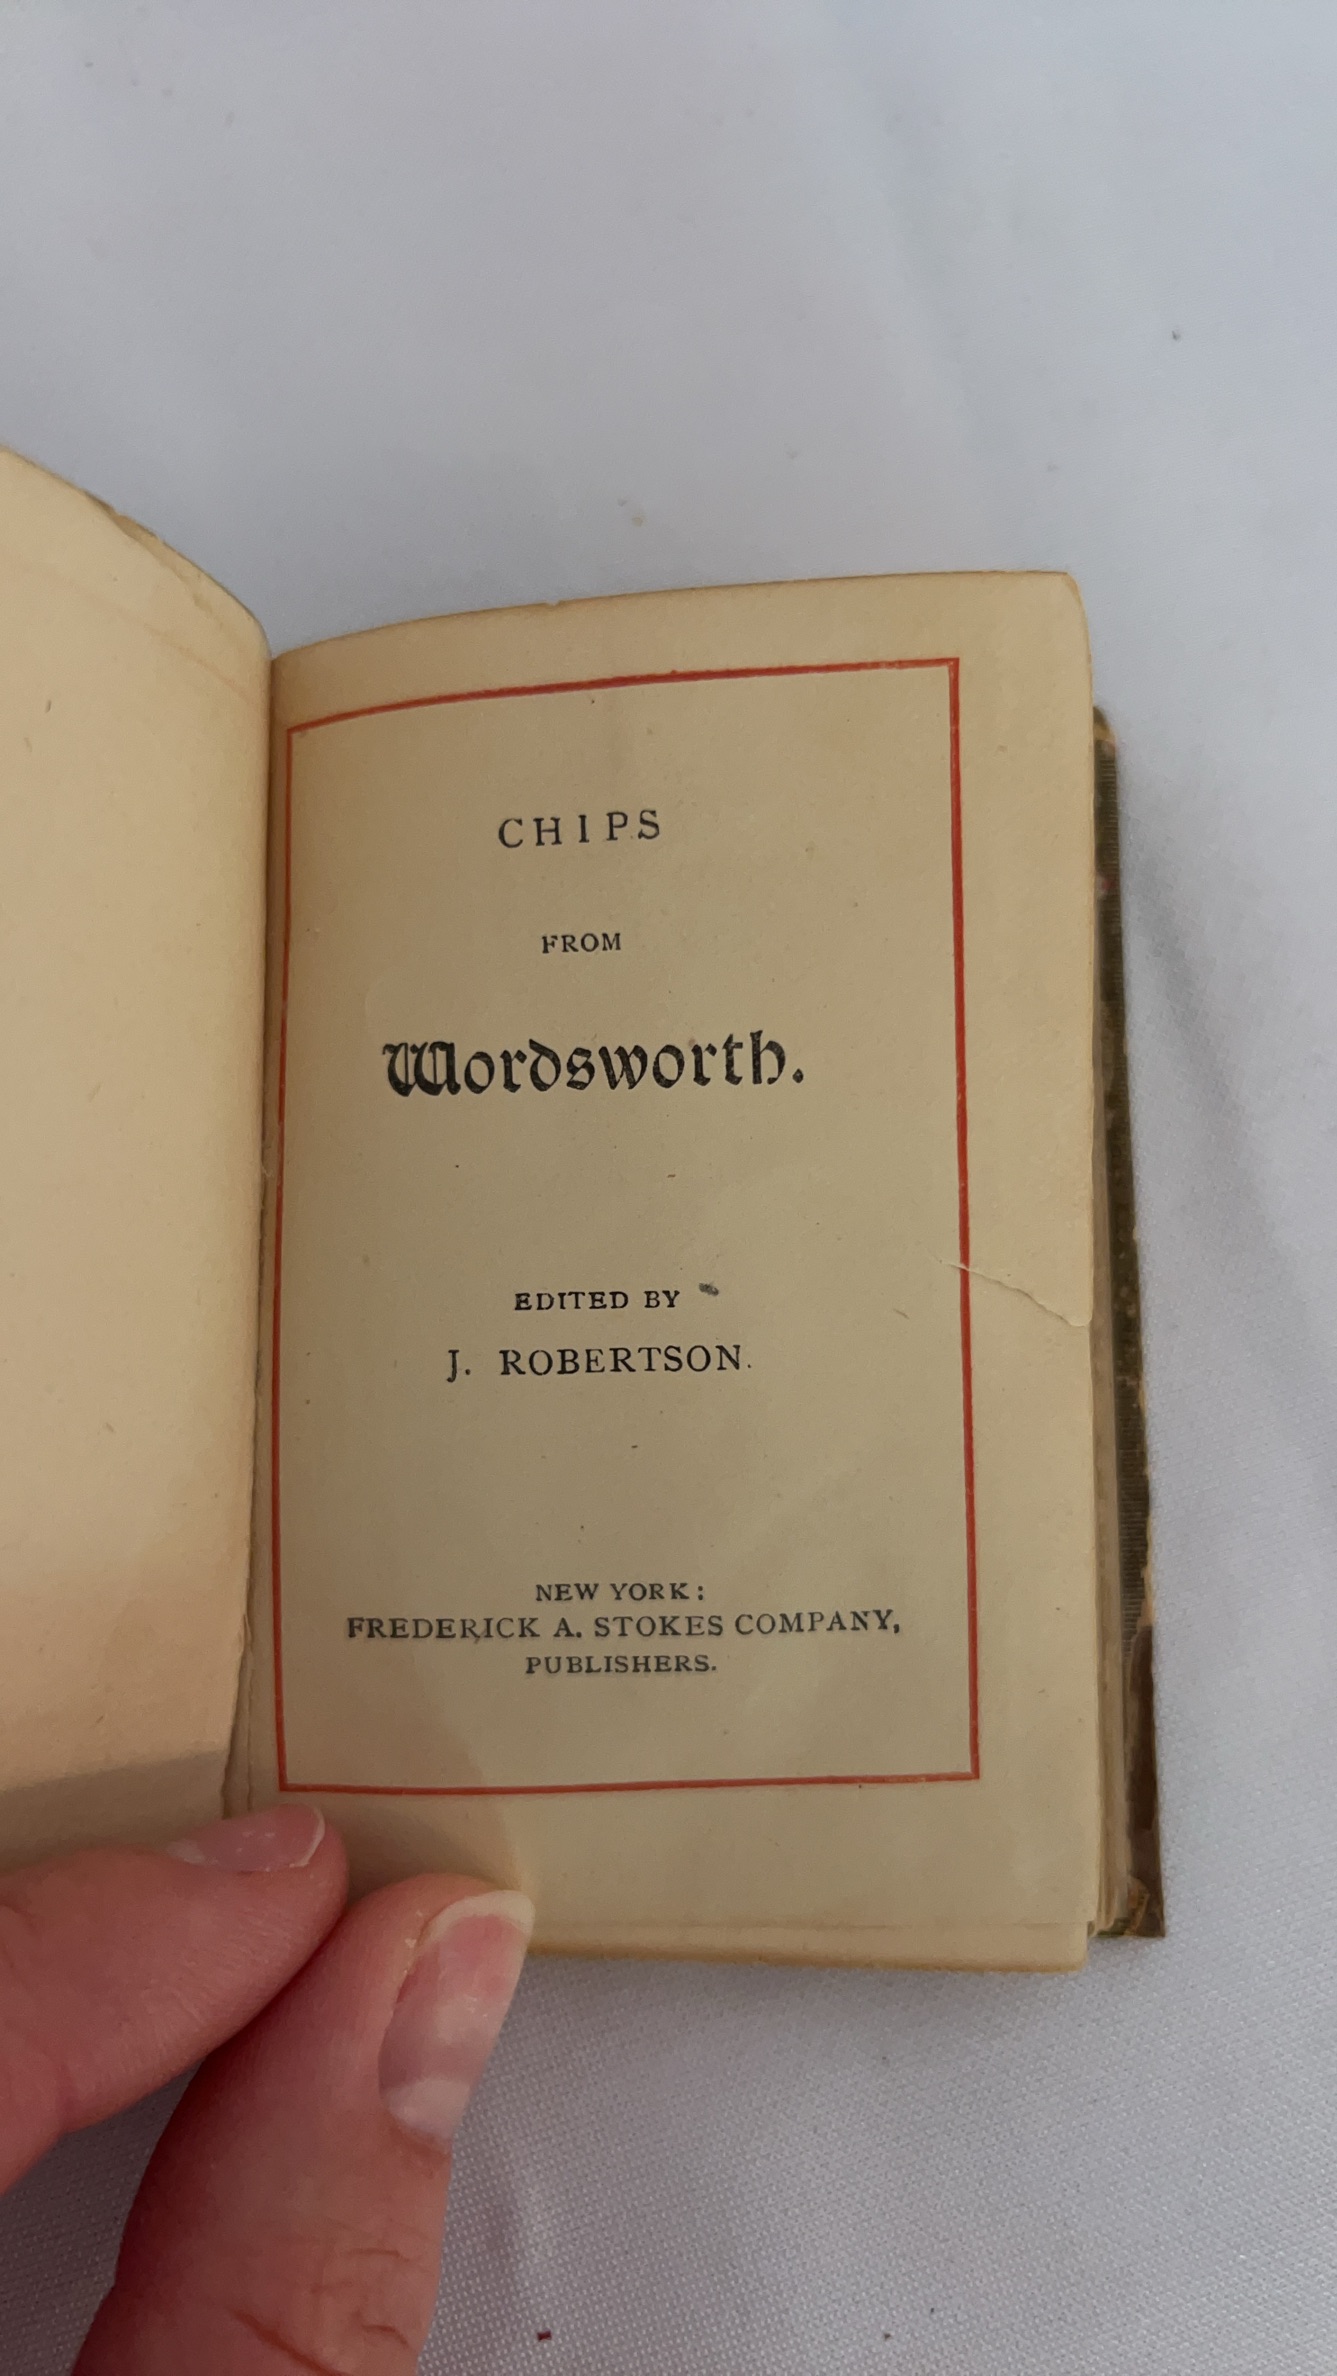 CHIPS
FROM
Wordsworth.
EDITED BY
J. ROBERTSON.
NEW YORK:
FREDERICK A. STOKES COMPANY,
PUBLISHERS.